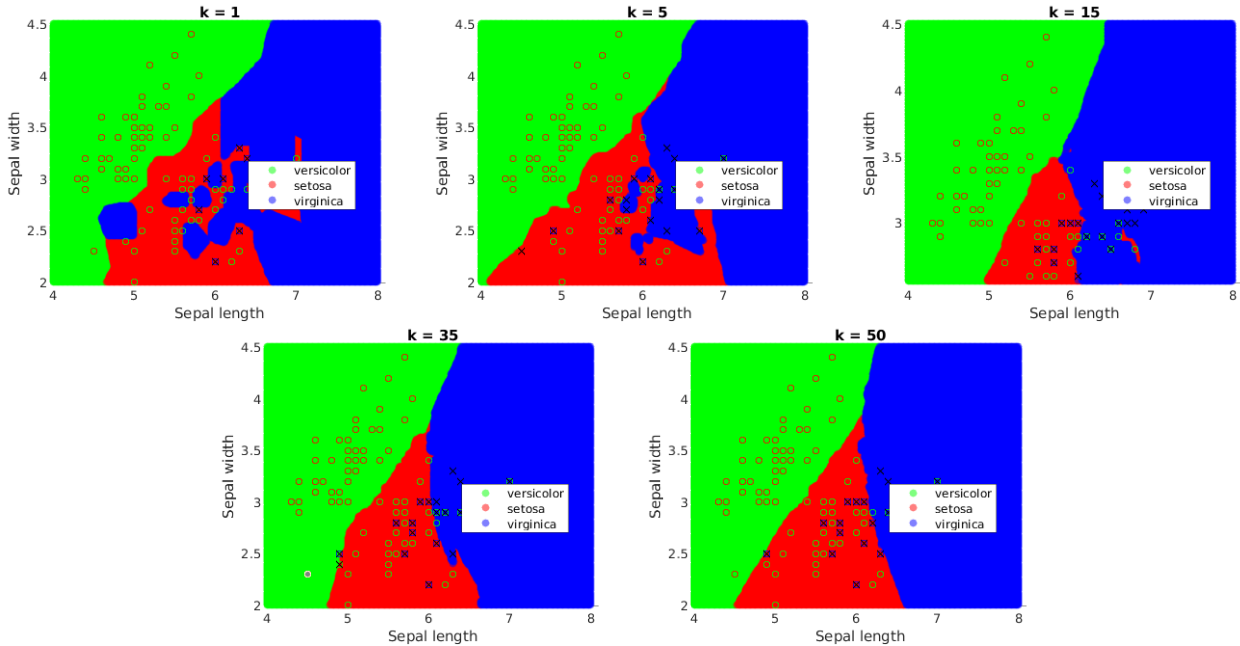 k = 1
4.5
4
3.5
3
2.5
2
Sepal width
versicolor
setosa
virginica
4 5 6 7 8
Sepal length
k = 5
4.5
4
3.5
3
2.5
2
Sepal width
versicolor
setosa
virginica
4 5 6 7 8
Sepal length
k = 15
4.5
4
3.5
3
Sepal width
versicolor
setosa
virginica
4 5 6 7 8
Sepal length
k = 35
4.5
4
3.5
3
2.5
2
Sepal width
versicolor
setosa
virginica
4 5 6 7 8
Sepal length
k = 50
4.5
4
3.5
3
2.5
2
Sepal width
versicolor
setosa
virginica
4 5 6 7 8
Sepal length